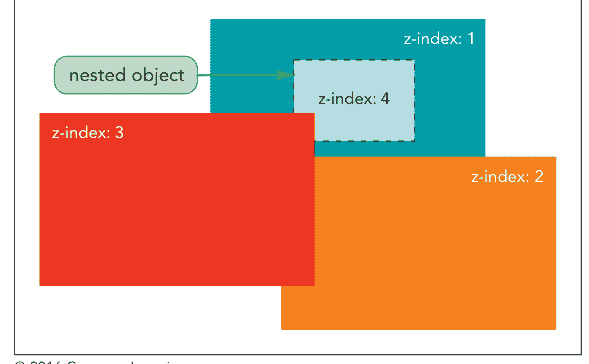 z-index: 1
nested object
z-index: 4
z-index: 3
z-index: 2